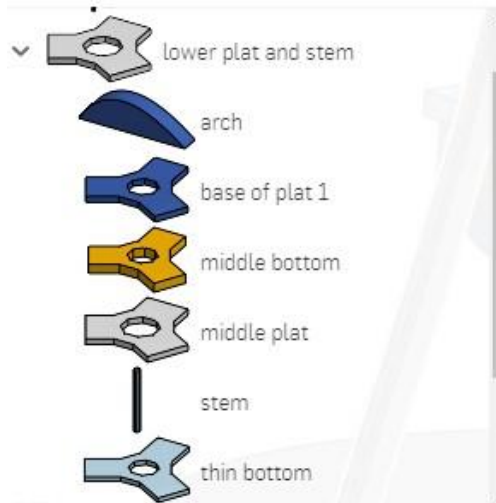 lower plat and stem
arch
base of plat 1
middle bottom
middle plat
stem
thin bottom